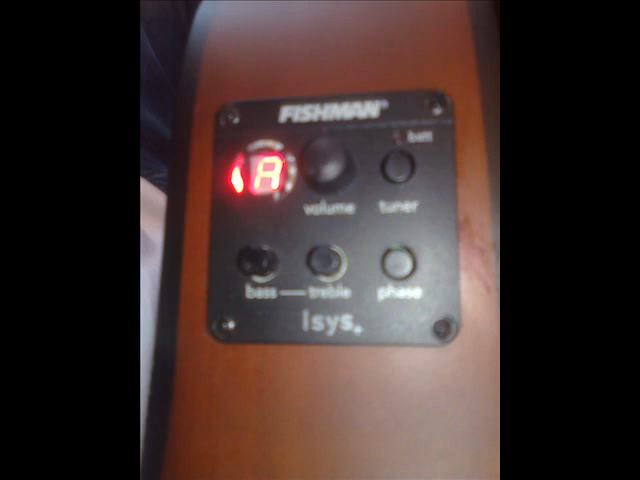 FISHMAN
batt
A
volume tuner
bass treble phase
Isys+